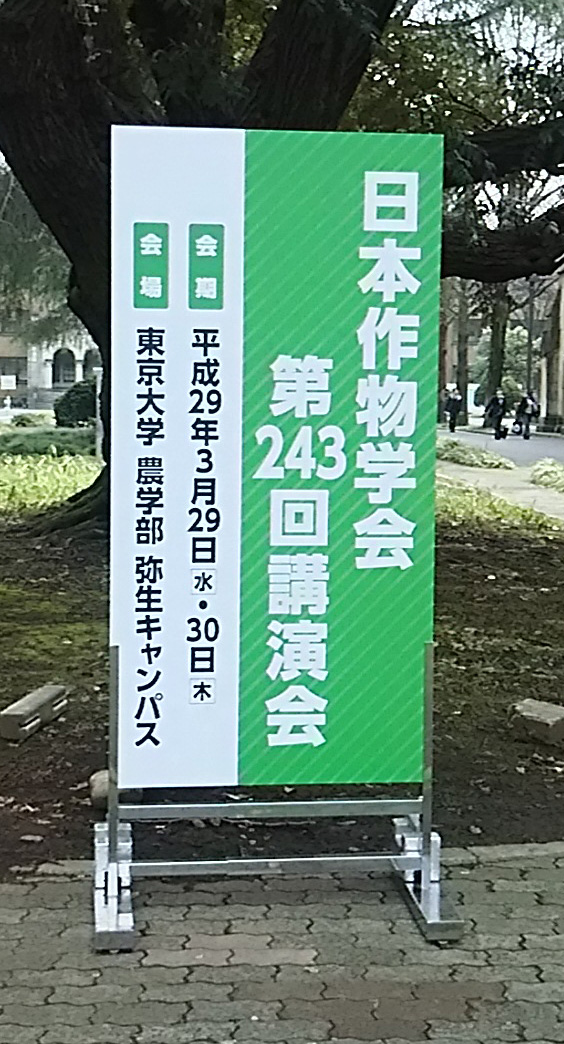 日本作物学会
第243回講演会
会期
平成29年3月29日水・30日木
会場
東京大学 農学部 弥生キャンパス